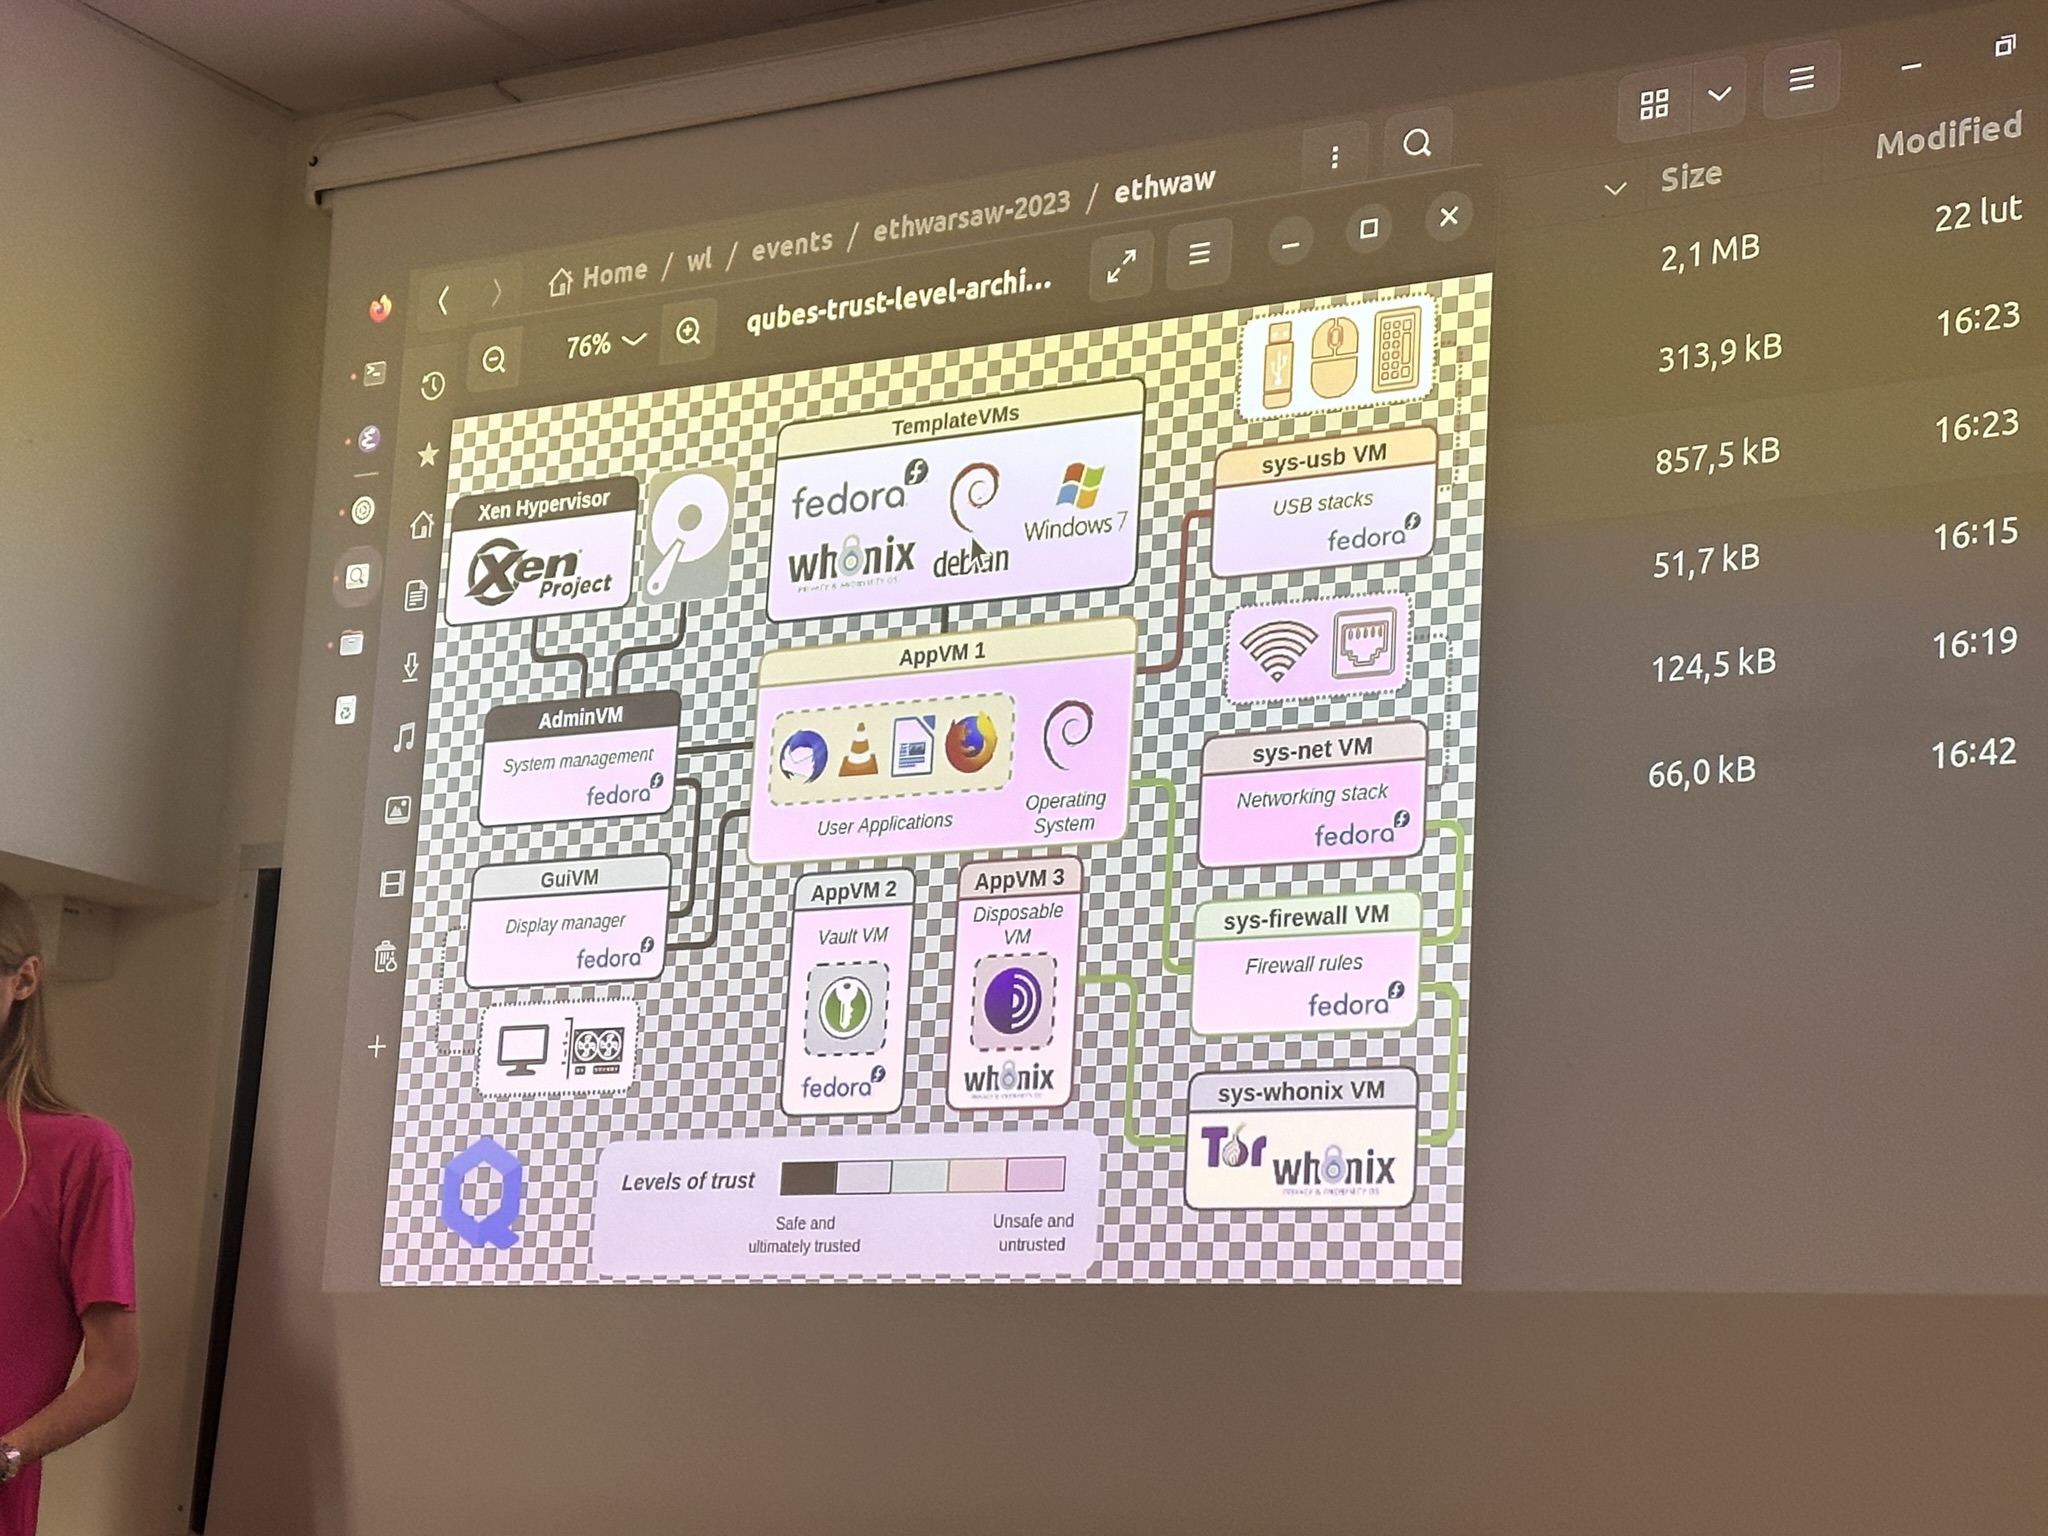 Home / wl / events / ethwarsaw-2023 / ethwaw
76%
qubes-trust-level-archi...
Size
Modified
2,1 MB
22 lut
313,9 kB
16:23
857,5 kB
16:23
51,7 kB
16:15
124,5 kB
16:19
66,0 kB
16:42
Xen Hypervisor
Xen
Project
TemplateVMs
fedora
whonix
debian
Windows 7
sys-usb VM
USB stacks
fedora
AdminVM
System management
fedora
AppVM 1
User Applications
Operating
System
sys-net VM
Networking stack
fedora
GuiVM
Display manager
fedora
AppVM 2
Vault VM
fedora
AppVM 3
Disposable
VM
whonix
sys-firewall VM
Firewall rules
fedora
sys-whonix VM
Tor
whonix
Levels of trust
Safe and
ultimately trusted
Unsafe and
untrusted